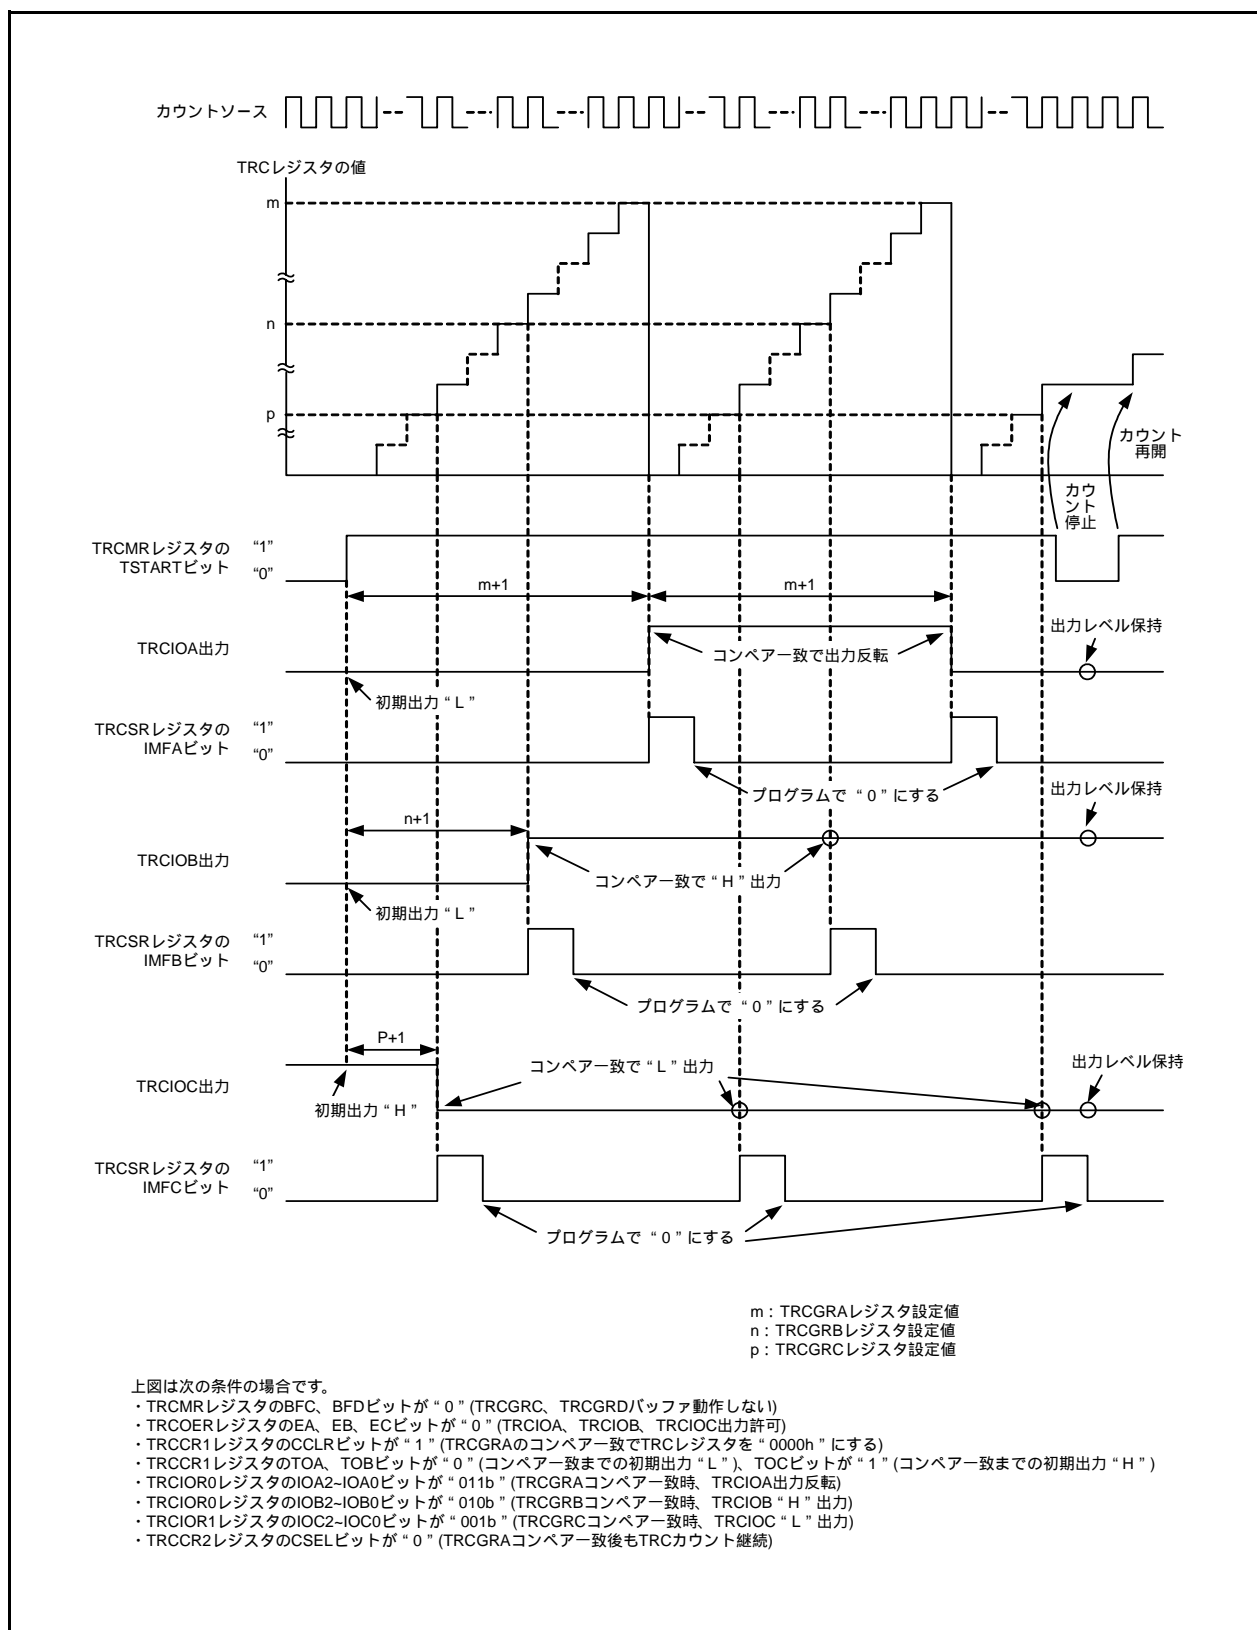 カウントソース
TRCレジスタの値
m
n
p
カウント
再開
カウ
ント
停止
TRCMRレジスタの
TSTARTビット
“1”
“0”
m+1
m+1
TRCIOA出力
コンペア一致で出力反転
出力レベル保持
初期出力 “ L ”
TRCSRレジスタの
IMFAビット
“1”
“0”
プログラムで “ 0 ” にする
n+1
出力レベル保持
TRCIOB出力
コンペア一致で “ H ” 出力
初期出力 “ L ”
TRCSRレジスタの
IMFBビット
“1”
“0”
プログラムで “ 0 ” にする
P+1
TRCIOC出力
コンペア一致で “ L ” 出力
出力レベル保持
初期出力 “ H ”
TRCSRレジスタの
IMFCビット
“1”
“0”
プログラムで “ 0 ” にする
m : TRCGRAレジスタ設定値
n : TRCGRBレジスタ設定値
p : TRCGRCレジスタ設定値
上図は次の条件の場合です。
・TRCMRレジスタのBFC、BFDビットが “ 0 ” (TRCGRC、TRCGRDバッファ動作しない)
・TRCOERレジスタのEA、EB、ECビットが “ 0 ” (TRCIOA、TRCIOB、TRCIOC出力許可)
・TRCCR1レジスタのCCLRビットが “ 1 ” (TRCGRAのコンペア一致でTRCレジスタを “ 0000h ” にする)
・TRCCR1レジスタのTOA、TOBビットが “ 0 ” (コンペア一致までの初期出力 “ L ” )、TOCビットが “ 1 ” (コンペア一致までの初期出力 “ H ” )
・TRCIOR0レジスタのIOA2~IOA0ビットが “ 011b ” (TRCGRAコンペア一致時、TRCIOA出力反転)
・TRCIOR0レジスタのIOB2~IOB0ビットが “ 010b ” (TRCGRBコンペア一致時、TRCIOB “ H ” 出力)
・TRCIOR1レジスタのIOC2~IOC0ビットが “ 001b ” (TRCGRCコンペア一致時、TRCIOC “ L ” 出力)
・TRCCR2レジスタのCSELビットが “ 0 ” (TRCGRAコンペア一致後もTRCカウント継続)